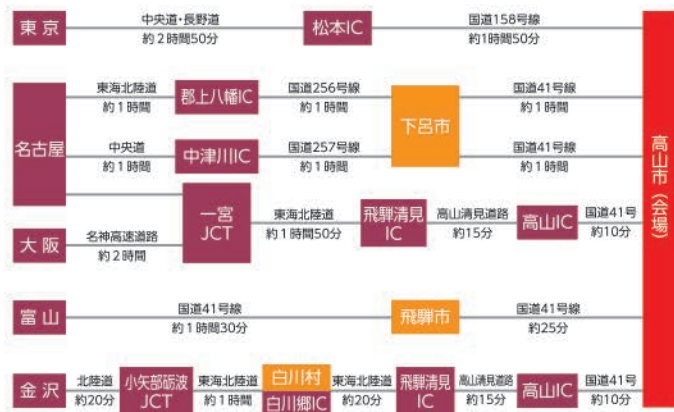 東京
中央道・長野道
約2時間50分
松本IC
国道158号線
約1時間50分
名古屋
東海北陸道
約1時間
郡上八幡IC
国道256号線
約1時間
下呂市
国道41号線
約1時間
中央道
約1時間
中津川IC
国道257号線
約1時間
国道41号線
約1時間
大阪
名神高速道路
約2時間
一宮
JCT
東海北陸道
約1時間50分
飛騨清見
IC
高山清見道路
約15分
高山IC
国道41号
約10分
富山
国道41号線
約1時間30分
飛騨市
国道41号線
約25分
金沢
北陸道
約20分
小矢部砺波
JCT
東海北陸道
約1時間
白川村
白川郷IC
東海北陸道
約20分
飛騨清見
IC
高山清見道路
約15分
高山IC
国道41号
約10分
高山市（会場）